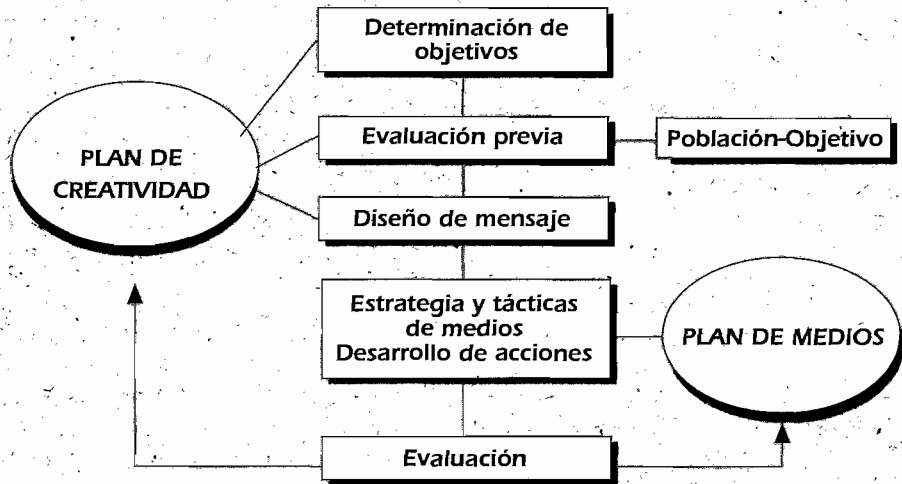 Determinación de
objetivos
Evaluación previa
Población-Objetivo
PLAN DE
CREATIVIDAD
Diseño de mensaje
Estrategia y tácticas
de medios
Desarrollo de acciones
PLAN DE MEDIOS
Evaluación